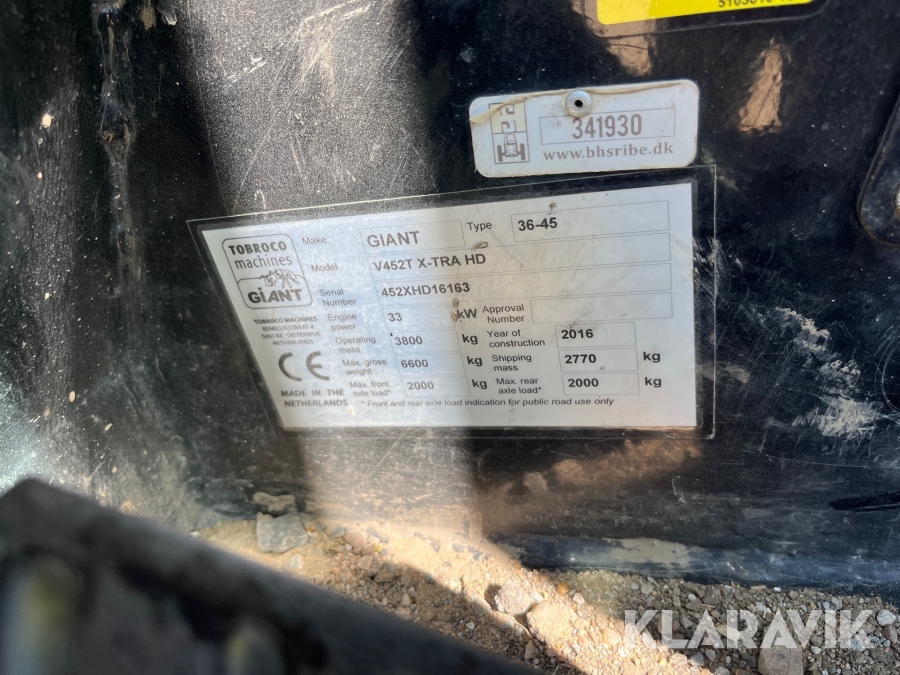 341930
www.bhsribe.dk
TOBROCO
machines
GiANT
TOBROCO MACHINES
NETHERLANDS
Make GIANT Type 36-45
Model V452T X-TRA HD
Serial Number 452XHD16163
Engine power 33 kW Approval Number
Operating mass 3800 kg Year of construction 2016
Max. gross weight 6600 kg Shipping mass 2770 kg
Max. front axle load* 2000 kg Max. rear axle load* 2000 kg
CE
MADE IN THE
NETHERLANDS
* Front and rear axle load indication for public road use only
KLARAVIK